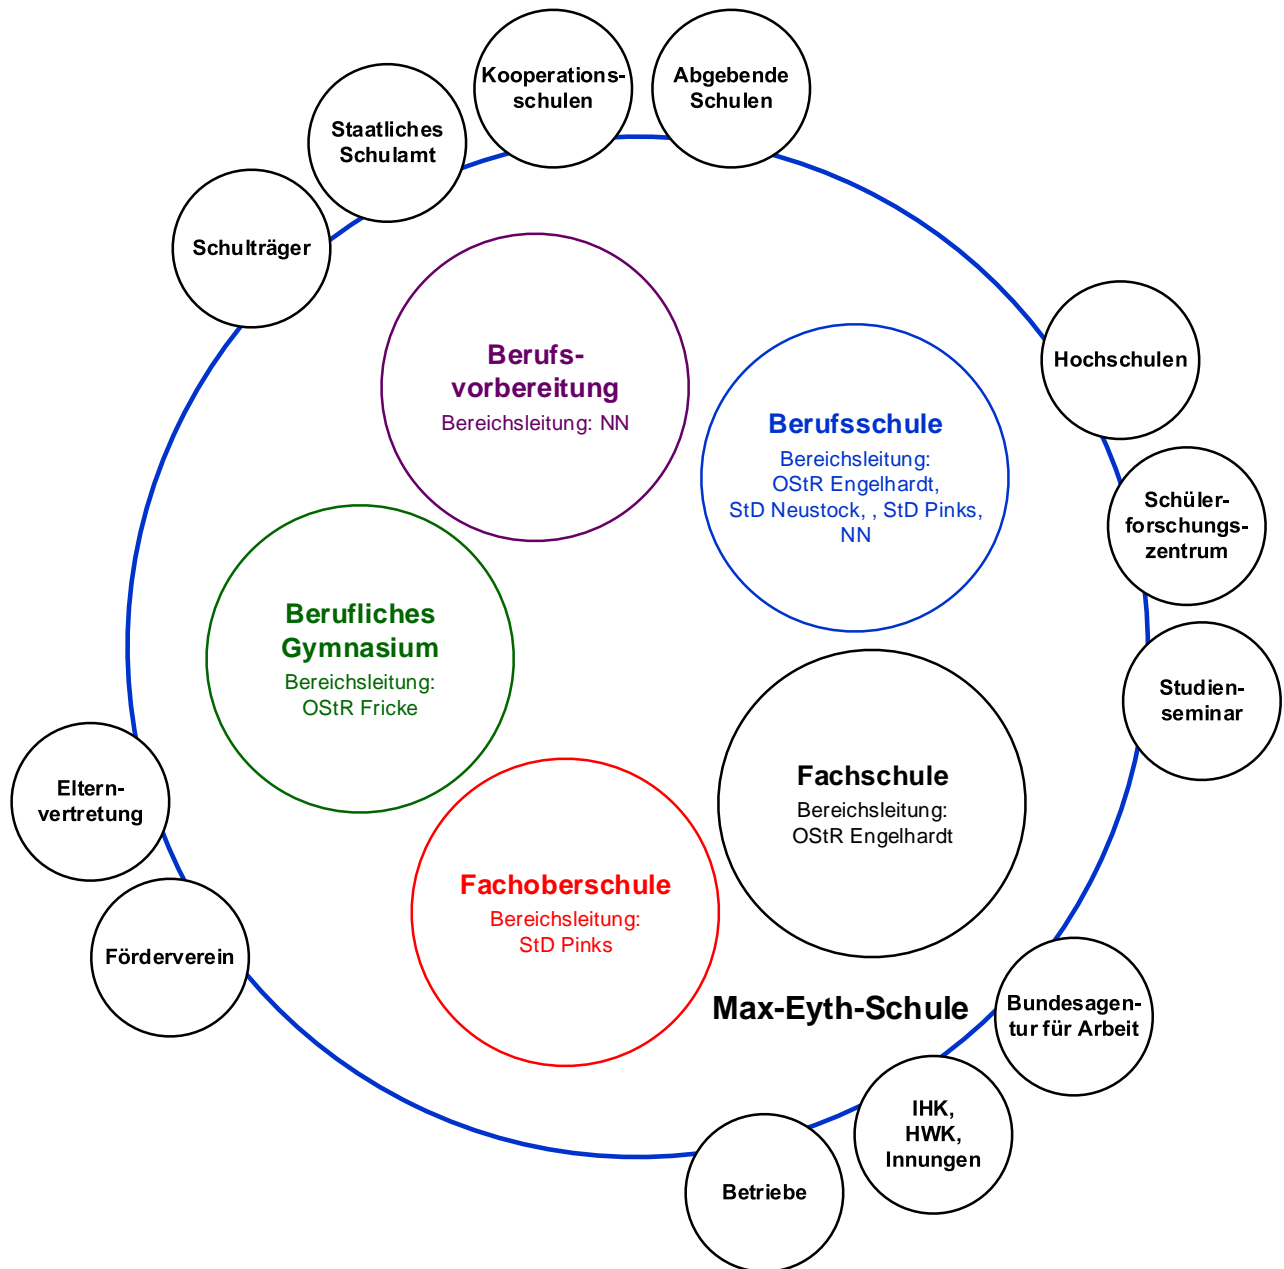 Kooperations-
schulen
Abgebende
Schulen
Staatliches
Schulamt
Schulträger
Berufs-
vorbereitung
Bereichsleitung: NN
Hochschulen
Berufsschule
Bereichsleitung:
OStR Engelhardt,
StD Neustock, , StD Pinks,
NN
Schüler-
forschungs-
zentrum
Berufliches
Gymnasium
Bereichsleitung:
OStR Fricke
Studien-
seminar
Eltern-
vertretung
Fachschule
Bereichsleitung:
OStR Engelhardt
Fachoberschule
Bereichsleitung:
StD Pinks
Förderverein
Max-Eyth-Schule
Bundesagen-
tur für Arbeit
IHK,
HWK,
Innungen
Betriebe